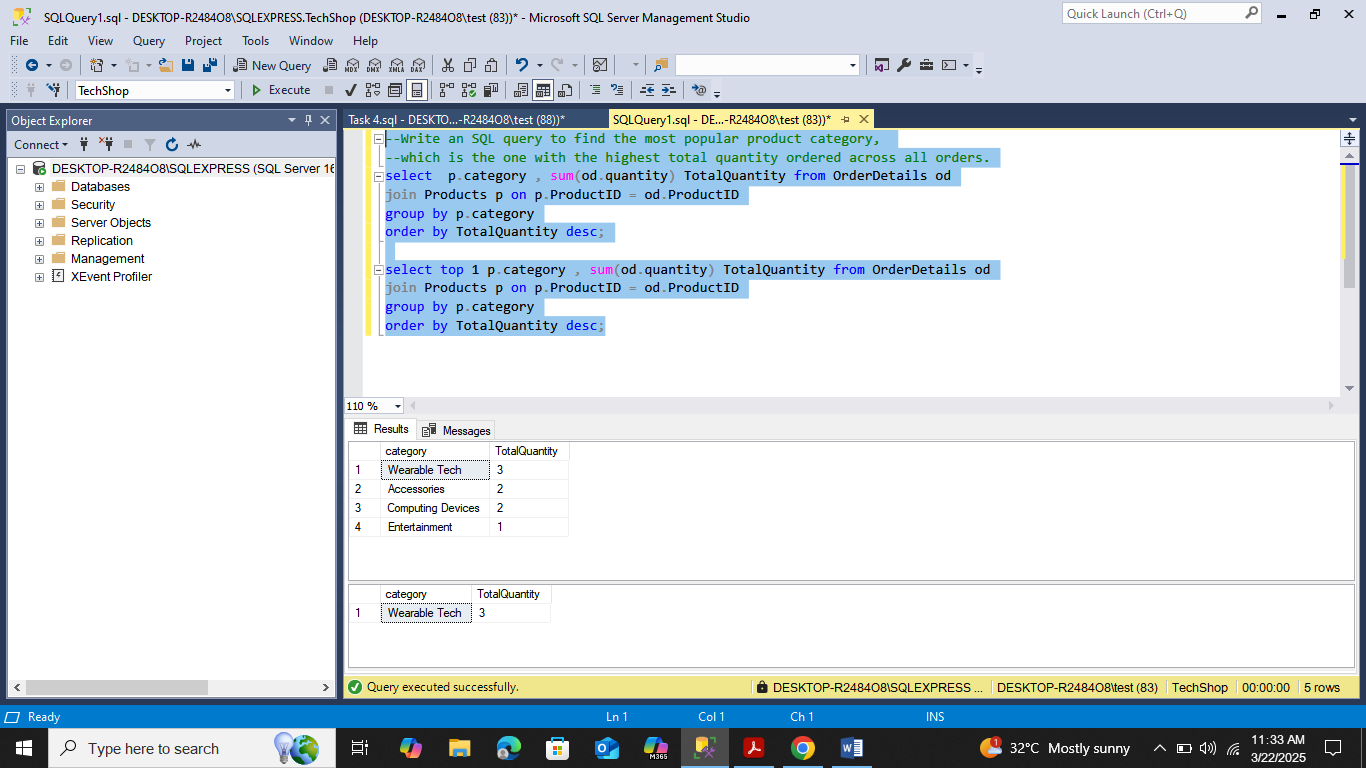 SQLQuery1.sql - DESKTOP-R2484O8\SQLEXPRESS.TechShop (DESKTOP-R2484O8\test (83))* - Microsoft SQL Server Management Studio
Quick Launch (Ctrl+Q)
File Edit View Query Project Tools Window Help
New Query MDX DMX XMLA DAX
TechShop Execute
Object Explorer
Connect
DESKTOP-R2484O8\SQLEXPRESS (SQL Server 16
Databases
Security
Server Objects
Replication
Management
XEvent Profiler
Task 4.sql - DESKTO...-R2484O8\test (88))* SQLQuery1.sql - DE...-R2484O8\test (83))*
--Write an SQL query to find the most popular product category,
--which is the one with the highest total quantity ordered across all orders.
select  p.category , sum(od.quantity) TotalQuantity from OrderDetails od
join Products p on p.ProductID = od.ProductID
group by p.category
order by TotalQuantity desc;
select top 1 p.category , sum(od.quantity) TotalQuantity from OrderDetails od
join Products p on p.ProductID = od.ProductID
group by p.category
order by TotalQuantity desc;
110 %
Results Messages
category TotalQuantity
1 Wearable Tech 3
2 Accessories 2
3 Computing Devices 2
4 Entertainment 1
category TotalQuantity
1 Wearable Tech 3
Query executed successfully. DESKTOP-R2484O8\SQLEXPRESS ... DESKTOP-R2484O8\test (83) TechShop 00:00:00 5 rows
Ready Ln 1 Col 1 Ch 1 INS
Type here to search M365 1 32°C Mostly sunny 11:33 AM
3/22/2025